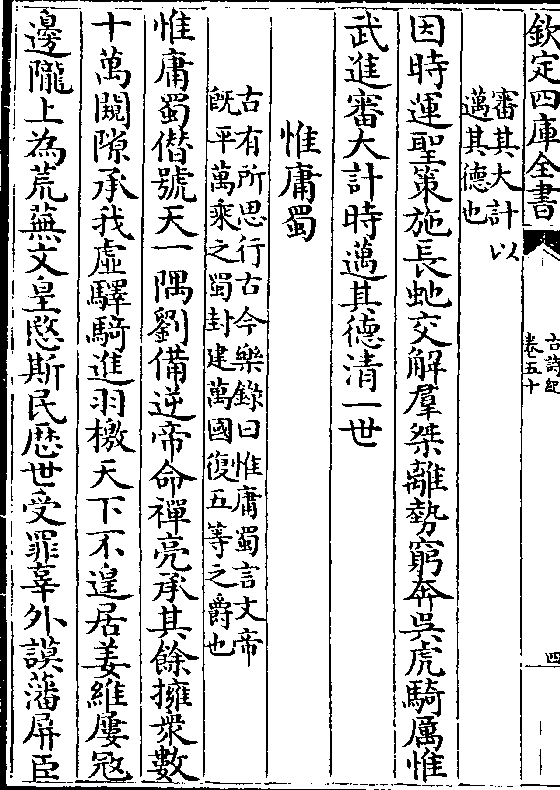 欽定四庫全書
古詩紀
卷五十
四
審其大計以
邁其德也
因時運聖策施長虵交解羣桀離勢窮奔吳虎騎厲惟
武進審大計時邁其德清一世
惟庸蜀
古有所思行古今樂錄曰惟庸蜀言文帝
既平萬乘之蜀封建萬國復五等之爵也
惟庸蜀僭號天一隅劉備逆帝命禪亮承其餘擁衆數
十萬闚隙承我虛驛騎進羽檄天下不遑居姜維屢冦
邊隴上為荒蕪文皇愍斯民厯世受罪辜外謨藩屏臣